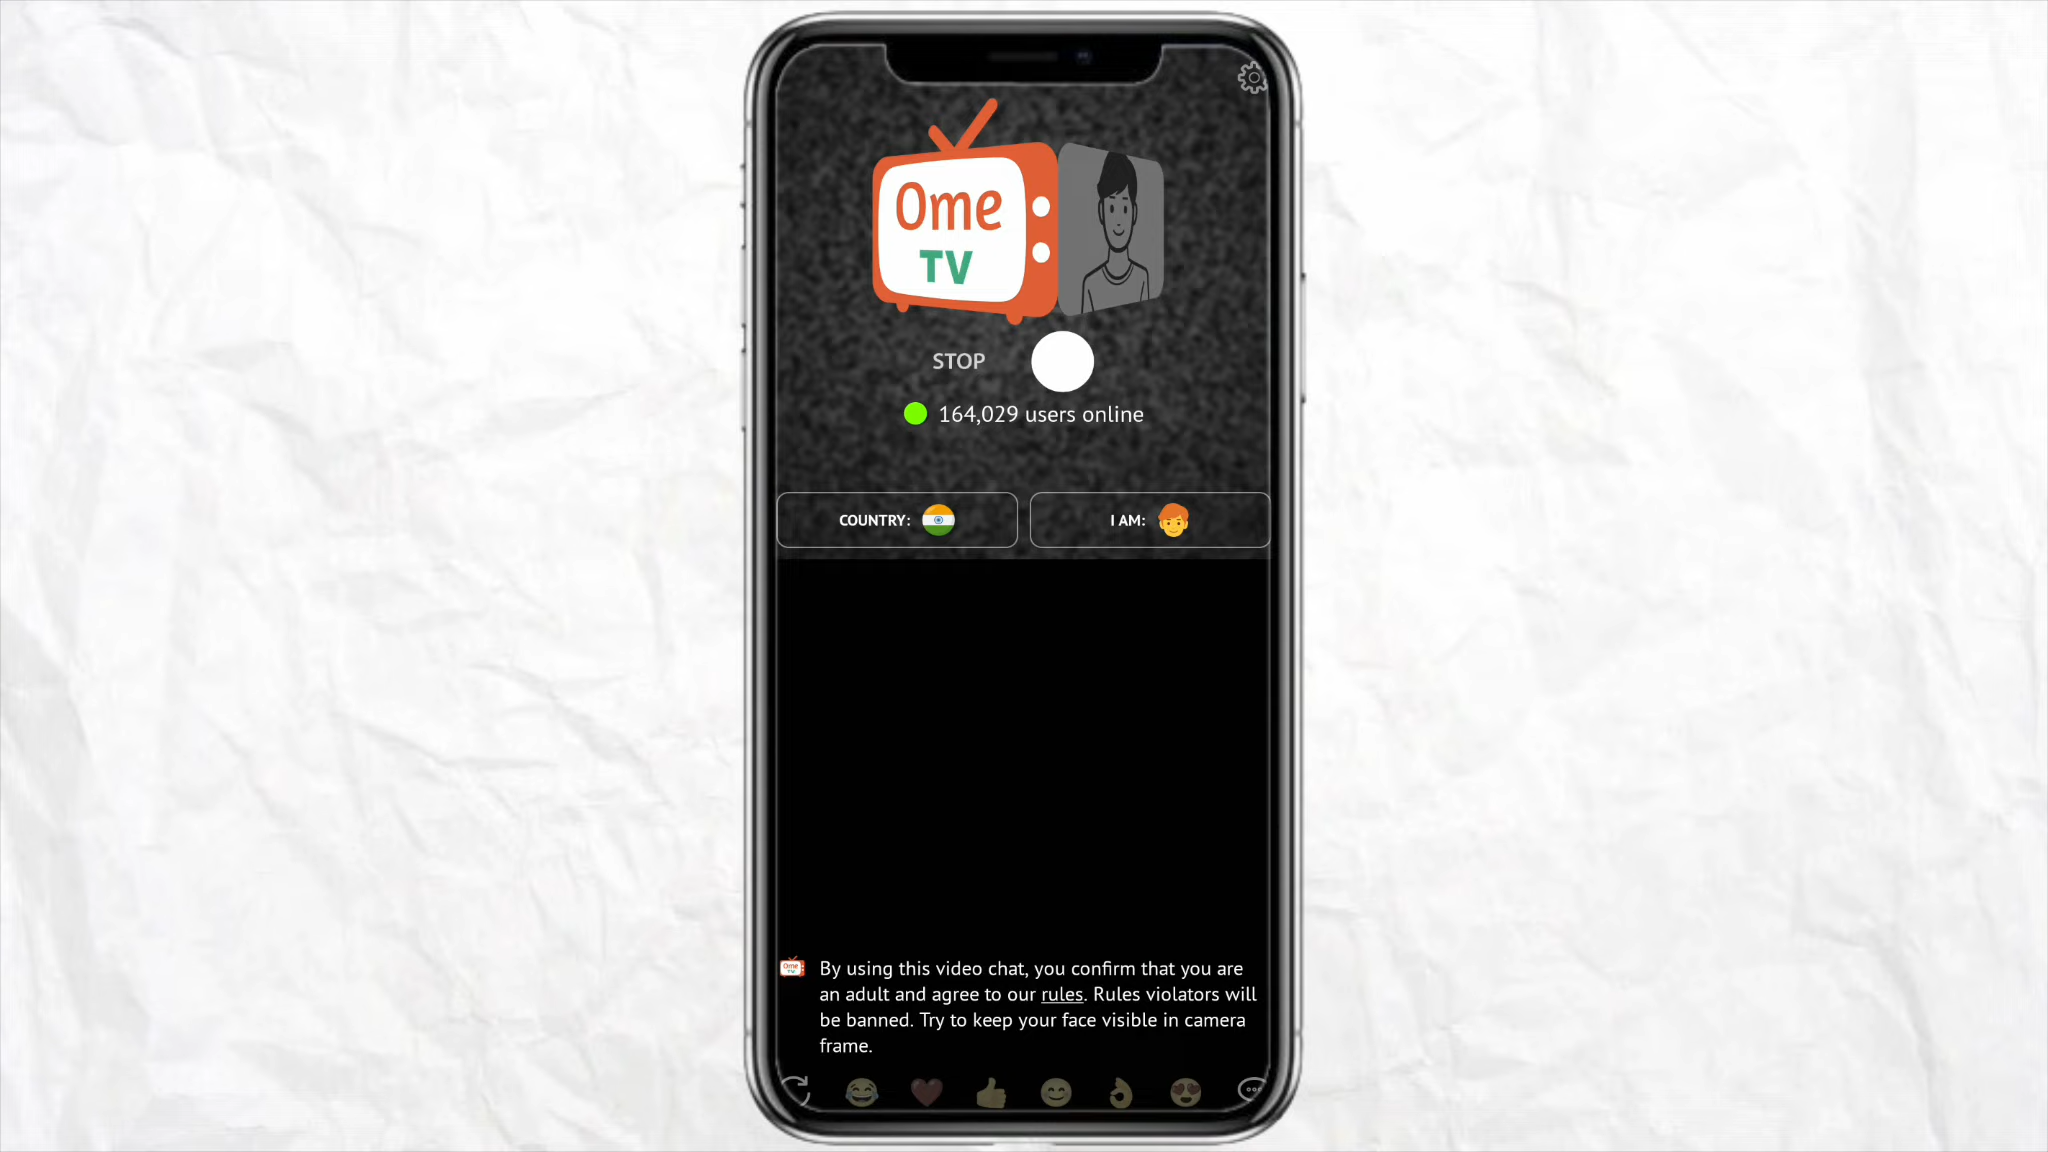 Ome
TV
STOP
164,029 users online
COUNTRY:
I AM:
Ome
TV
By using this video chat, you confirm that you are
an adult and agree to our rules. Rules violators will
be banned. Try to keep your face visible in camera
frame.